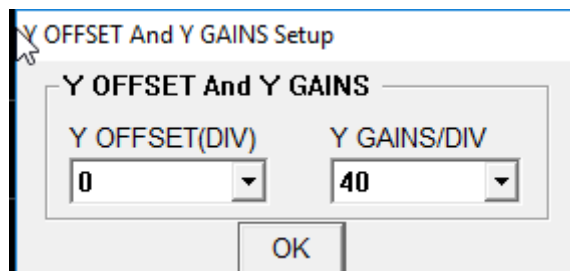 Y OFFSET And Y GAINS Setup
Y OFFSET And Y GAINS
Y OFFSET(DIV) Y GAINS/DIV
0 40
OK